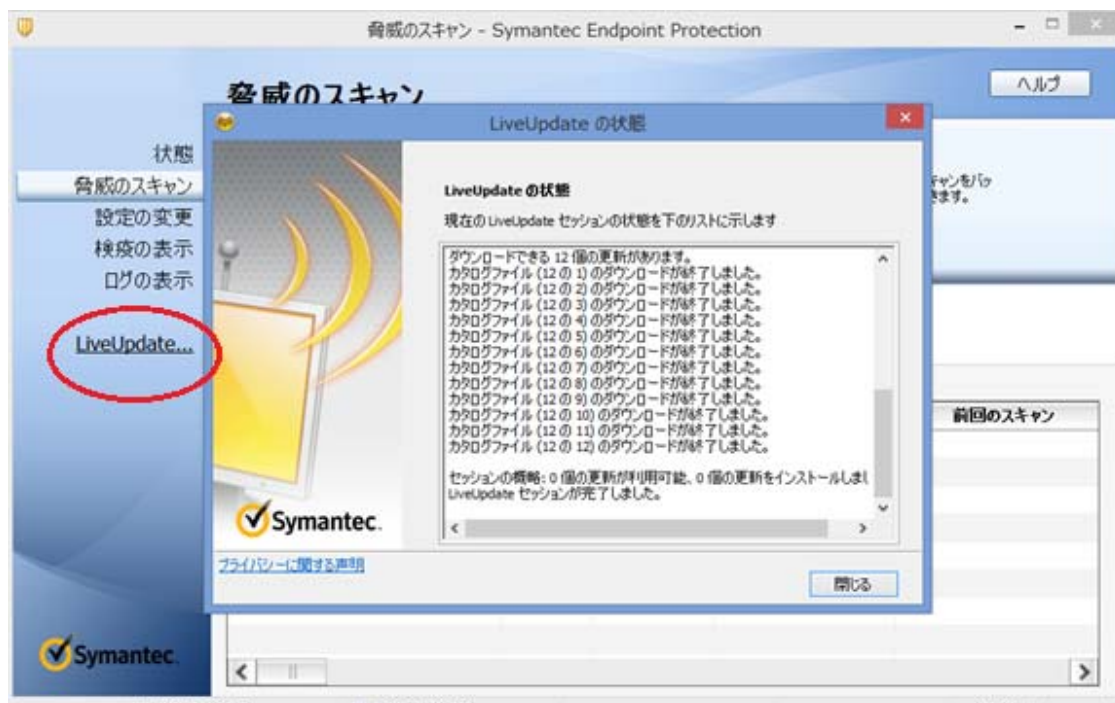 脅威のスキャン - Symantec Endpoint Protection
脅威のスキャン
ヘルプ
状態
脅威のスキャン
設定の変更
検疫の表示
ログの表示
LiveUpdate...
LiveUpdate の状態
LiveUpdate の状態
現在の LiveUpdate セッションの状態を下のリストに示します
ダウンロードできる 12 個の更新があります。
カタログファイル (12 の 1) のダウンロードが終了しました。
カタログファイル (12 の 2) のダウンロードが終了しました。
カタログファイル (12 の 3) のダウンロードが終了しました。
カタログファイル (12 の 4) のダウンロードが終了しました。
カタログファイル (12 の 5) のダウンロードが終了しました。
カタログファイル (12 の 6) のダウンロードが終了しました。
カタログファイル (12 の 7) のダウンロードが終了しました。
カタログファイル (12 の 8) のダウンロードが終了しました。
カタログファイル (12 の 9) のダウンロードが終了しました。
カタログファイル (12 の 10) のダウンロードが終了しました。
カタログファイル (12 の 11) のダウンロードが終了しました。
カタログファイル (12 の 12) のダウンロードが終了しました。
セッションの概略: 0 個の更新が利用可能、0 個の更新をインストールしまし
LiveUpdate セッションが完了しました。
Symantec.
プライバシーに関する声明
閉じる
キャンをバッ
きます。
前回のスキャン
Symantec.